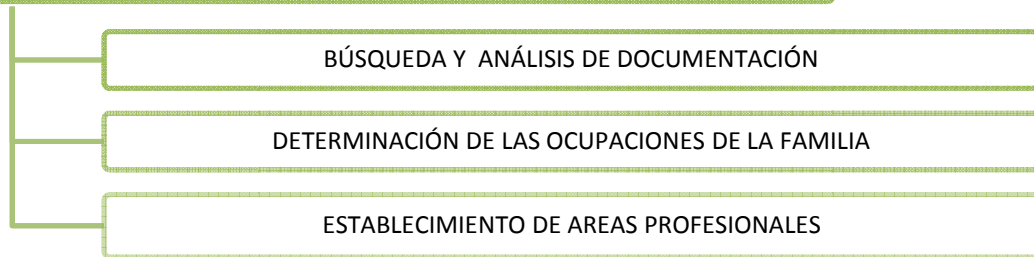 BÚSQUEDA Y ANÁLISIS DE DOCUMENTACIÓN
DETERMINACIÓN DE LAS OCUPACIONES DE LA FAMILIA
ESTABLECIMIENTO DE AREAS PROFESIONALES